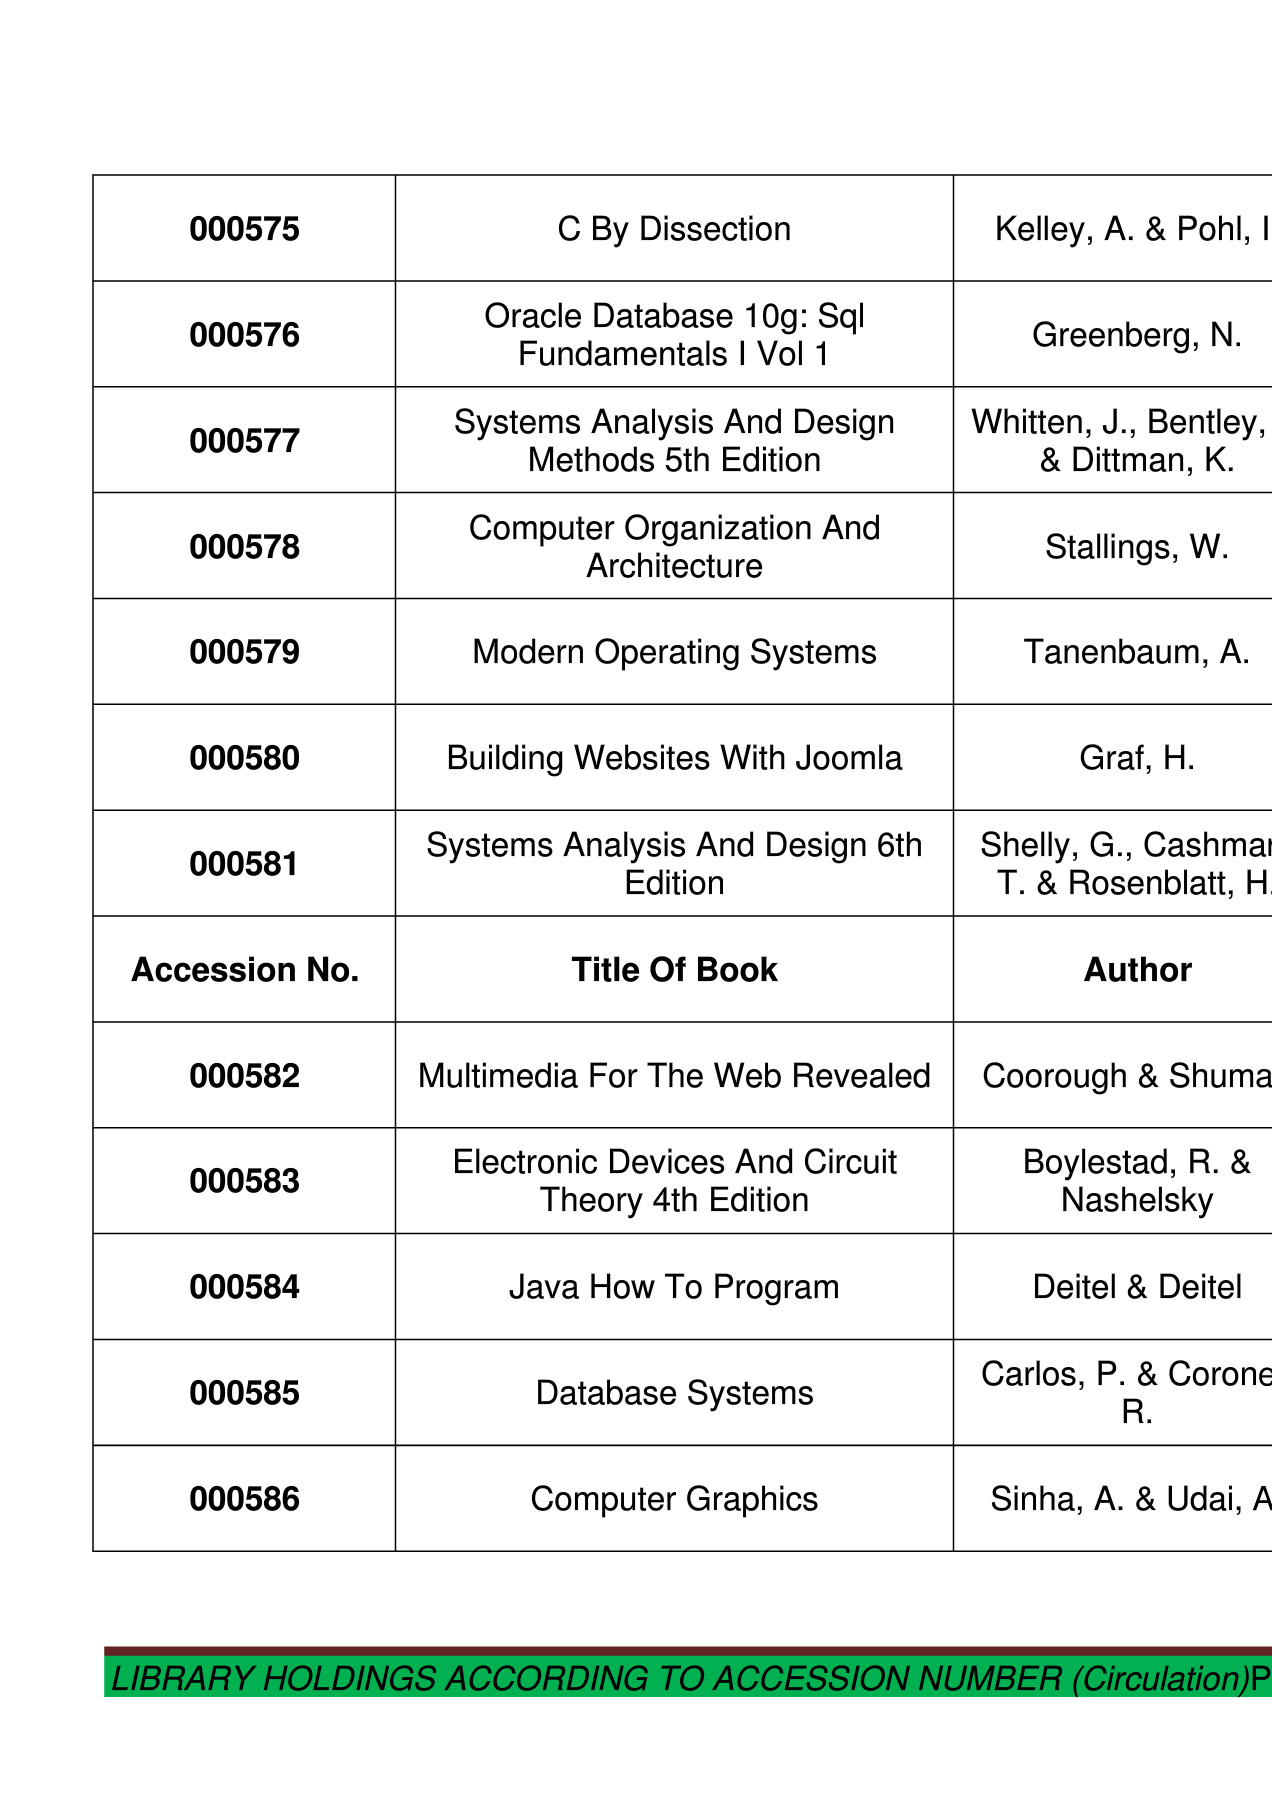 000575 C By Dissection Kelley, A. & Pohl, I
000576 Oracle Database 10g: Sql Greenberg, N.
Fundamentals I Vol 1
000577 Systems Analysis And Design Whitten, J., Bentley,
Methods 5th Edition & Dittman, K.
000578 Computer Organization And Stallings, W.
Architecture
000579 Modern Operating Systems Tanenbaum, A.
000580 Building Websites With Joomla Graf, H.
000581 Systems Analysis And Design 6th Shelly, G., Cashman
Edition T. & Rosenblatt, H.
Accession No. Title Of Book Author
000582 Multimedia For The Web Revealed Coorough & Shuma
000583 Electronic Devices And Circuit Boylestad, R. &
Theory 4th Edition Nashelsky
000584 Java How To Program Deitel & Deitel
000585 Database Systems Carlos, P. & Corone
R.
000586 Computer Graphics Sinha, A. & Udai, A
LIBRARY HOLDINGS ACCORDING TO ACCESSION NUMBER (Circulation)P